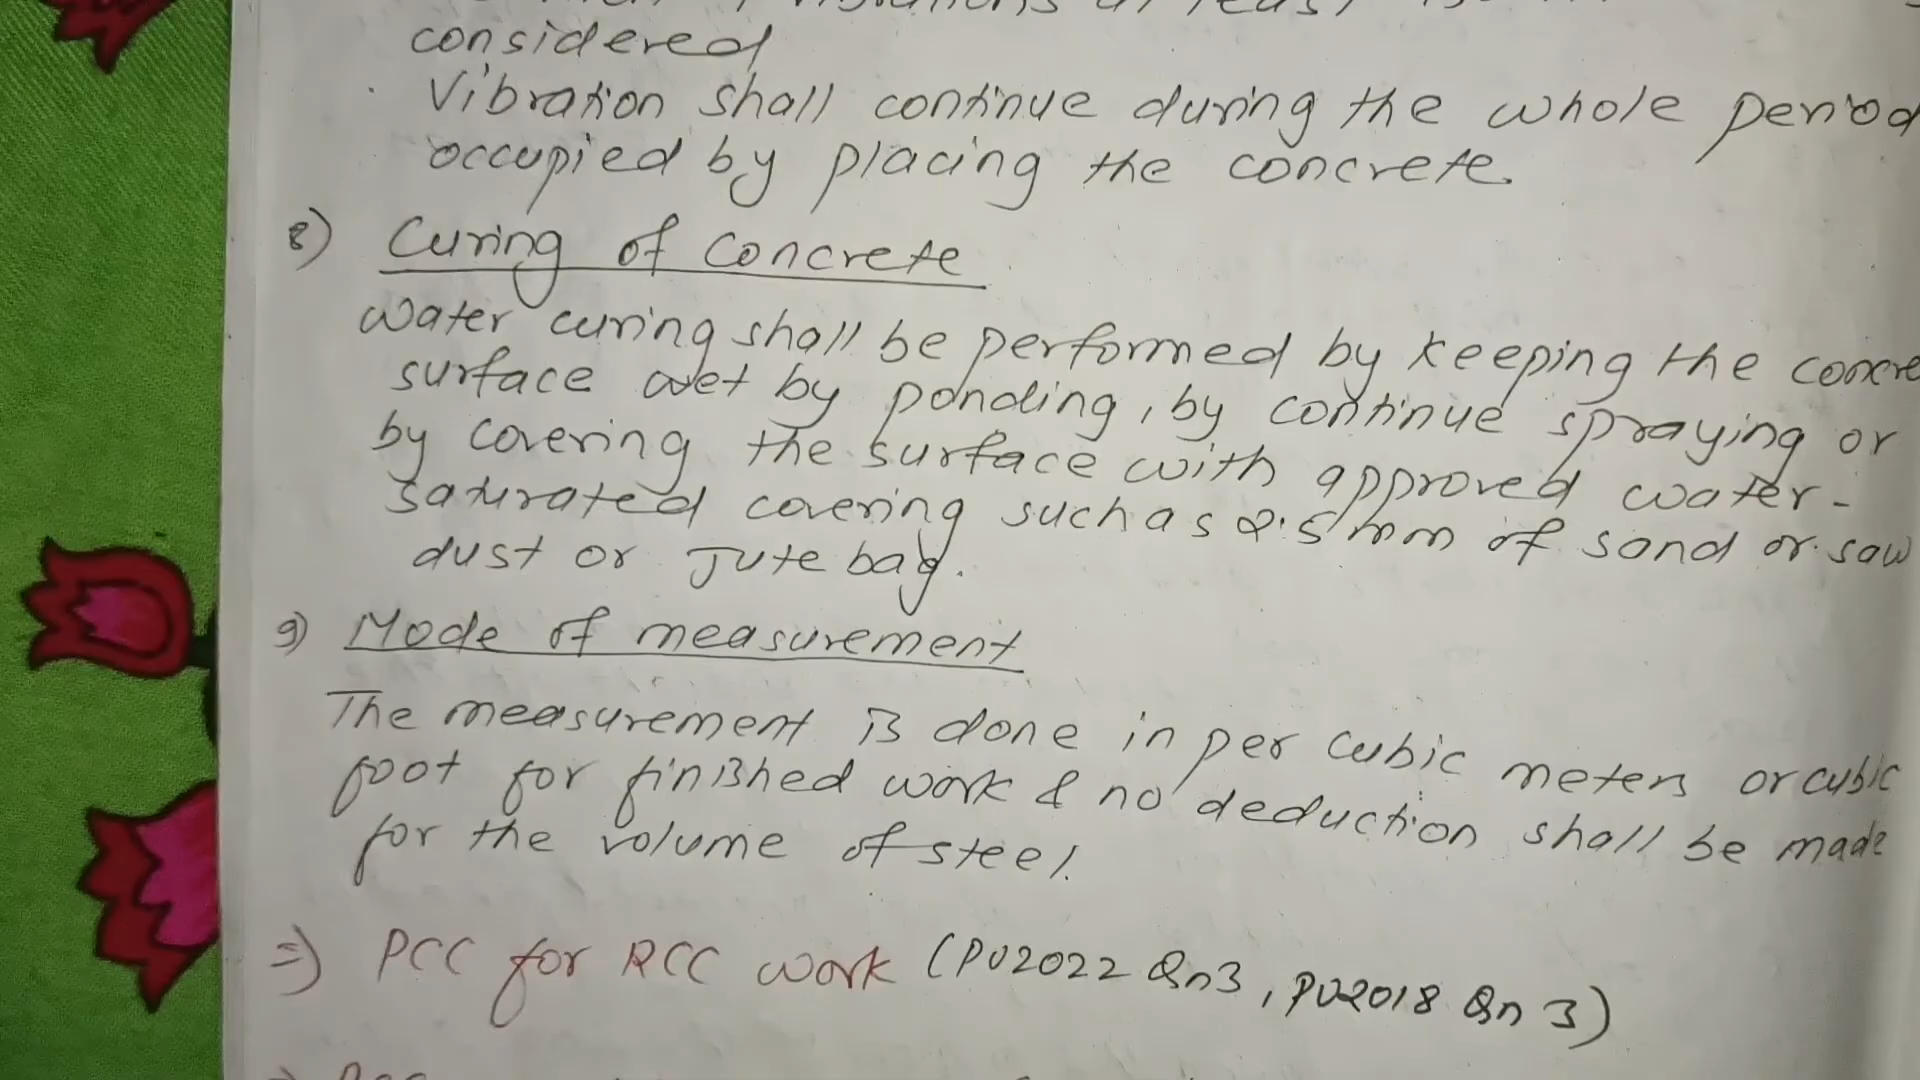 considered
Vibration shall continue during the whole period
occupied by placing the concrete.
8) Curing of Concrete
Water curing shall be performed by keeping the concre
surface wet by ponding, by continue spraying or
by covering the surface with approved water-
saturated covering such as 2.5 mm of sand or saw
dust or Jute bag.
9) Mode of measurement
The measurement is done in per cubic meters or cubic
foot for finished work & no deduction shall be made
for the volume of steel.
=) PCC for RCC work (PU2022 Qn3, PU2018 Qn 3)